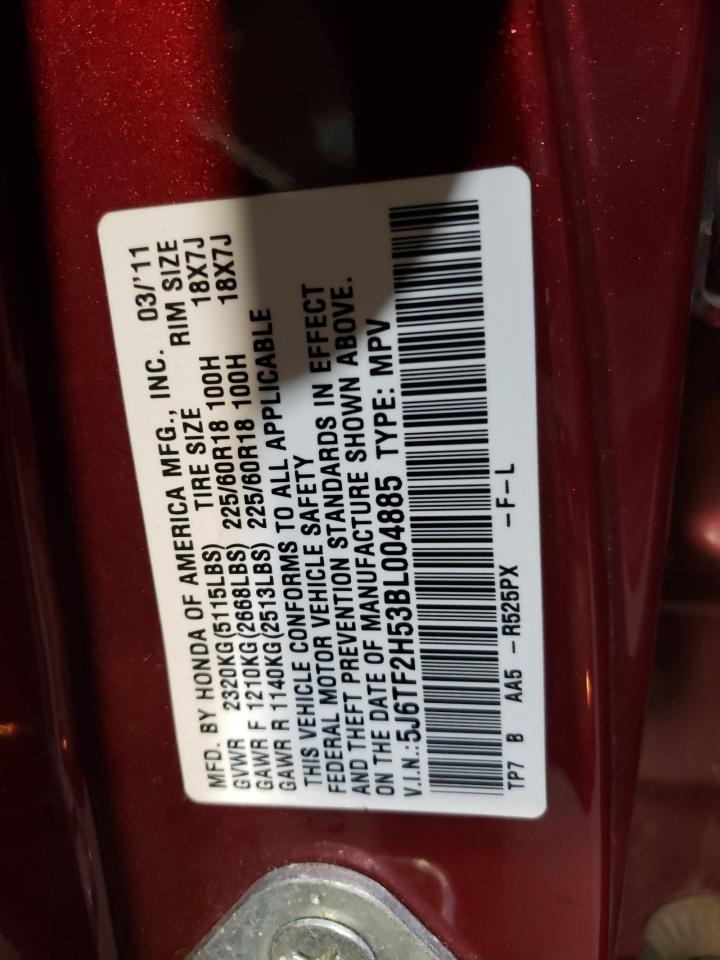 MFD. BY HONDA OF AMERICA MFG., INC. 03/'11
GVWR 2320KG(5115LBS) TIRE SIZE RIM SIZE
GAWR F 1210KG(2668LBS) 225/60R18 100H 18X7J
GAWR R 1140KG(2513LBS) 225/60R18 100H 18X7J
THIS VEHICLE CONFORMS TO ALL APPLICABLE
FEDERAL MOTOR VEHICLE SAFETY
AND THEFT PREVENTION STANDARDS IN EFFECT
ON THE DATE OF MANUFACTURE SHOWN ABOVE.
V.I.N.:5J6TF2H53BL004885 TYPE: MPV
TP7 B AA5 -R525PX -F-L